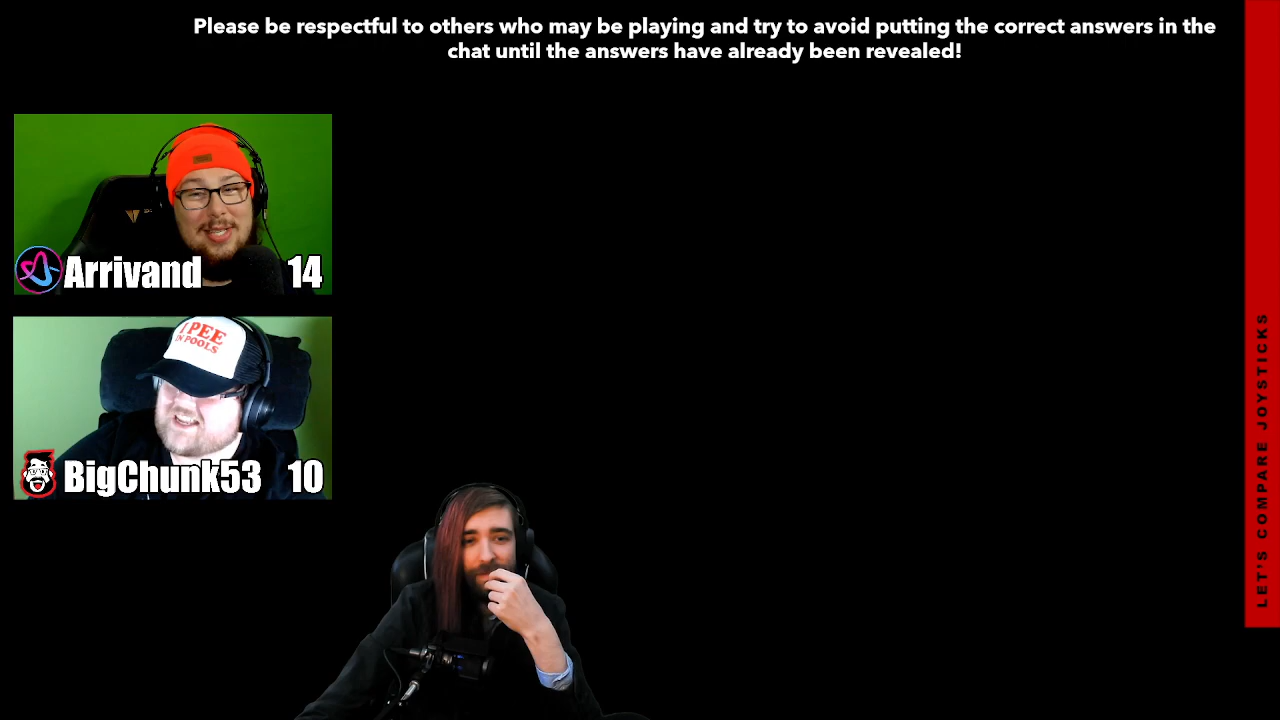 Please be respectful to others who may be playing and try to avoid putting the correct answers in the
chat until the answers have already been revealed!
Arrivand 14
I PEE
IN POOLS
BigChunk53 10
LET'S COMPARE JOYSTICKS